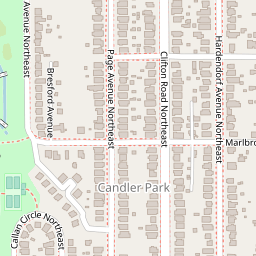 Avenue Northeast
Bresford Avenue
Page Avenue Northeast
Clifton Road Northeast
Hardendorf Avenue Northeast
Marlbro
Candler Park
Callan Circle Northeast